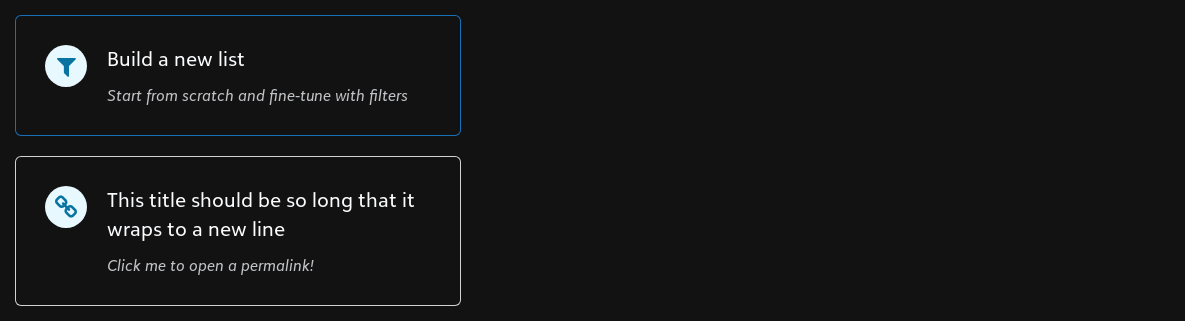 Build a new list
Start from scratch and fine-tune with filters
This title should be so long that it
wraps to a new line
Click me to open a permalink!